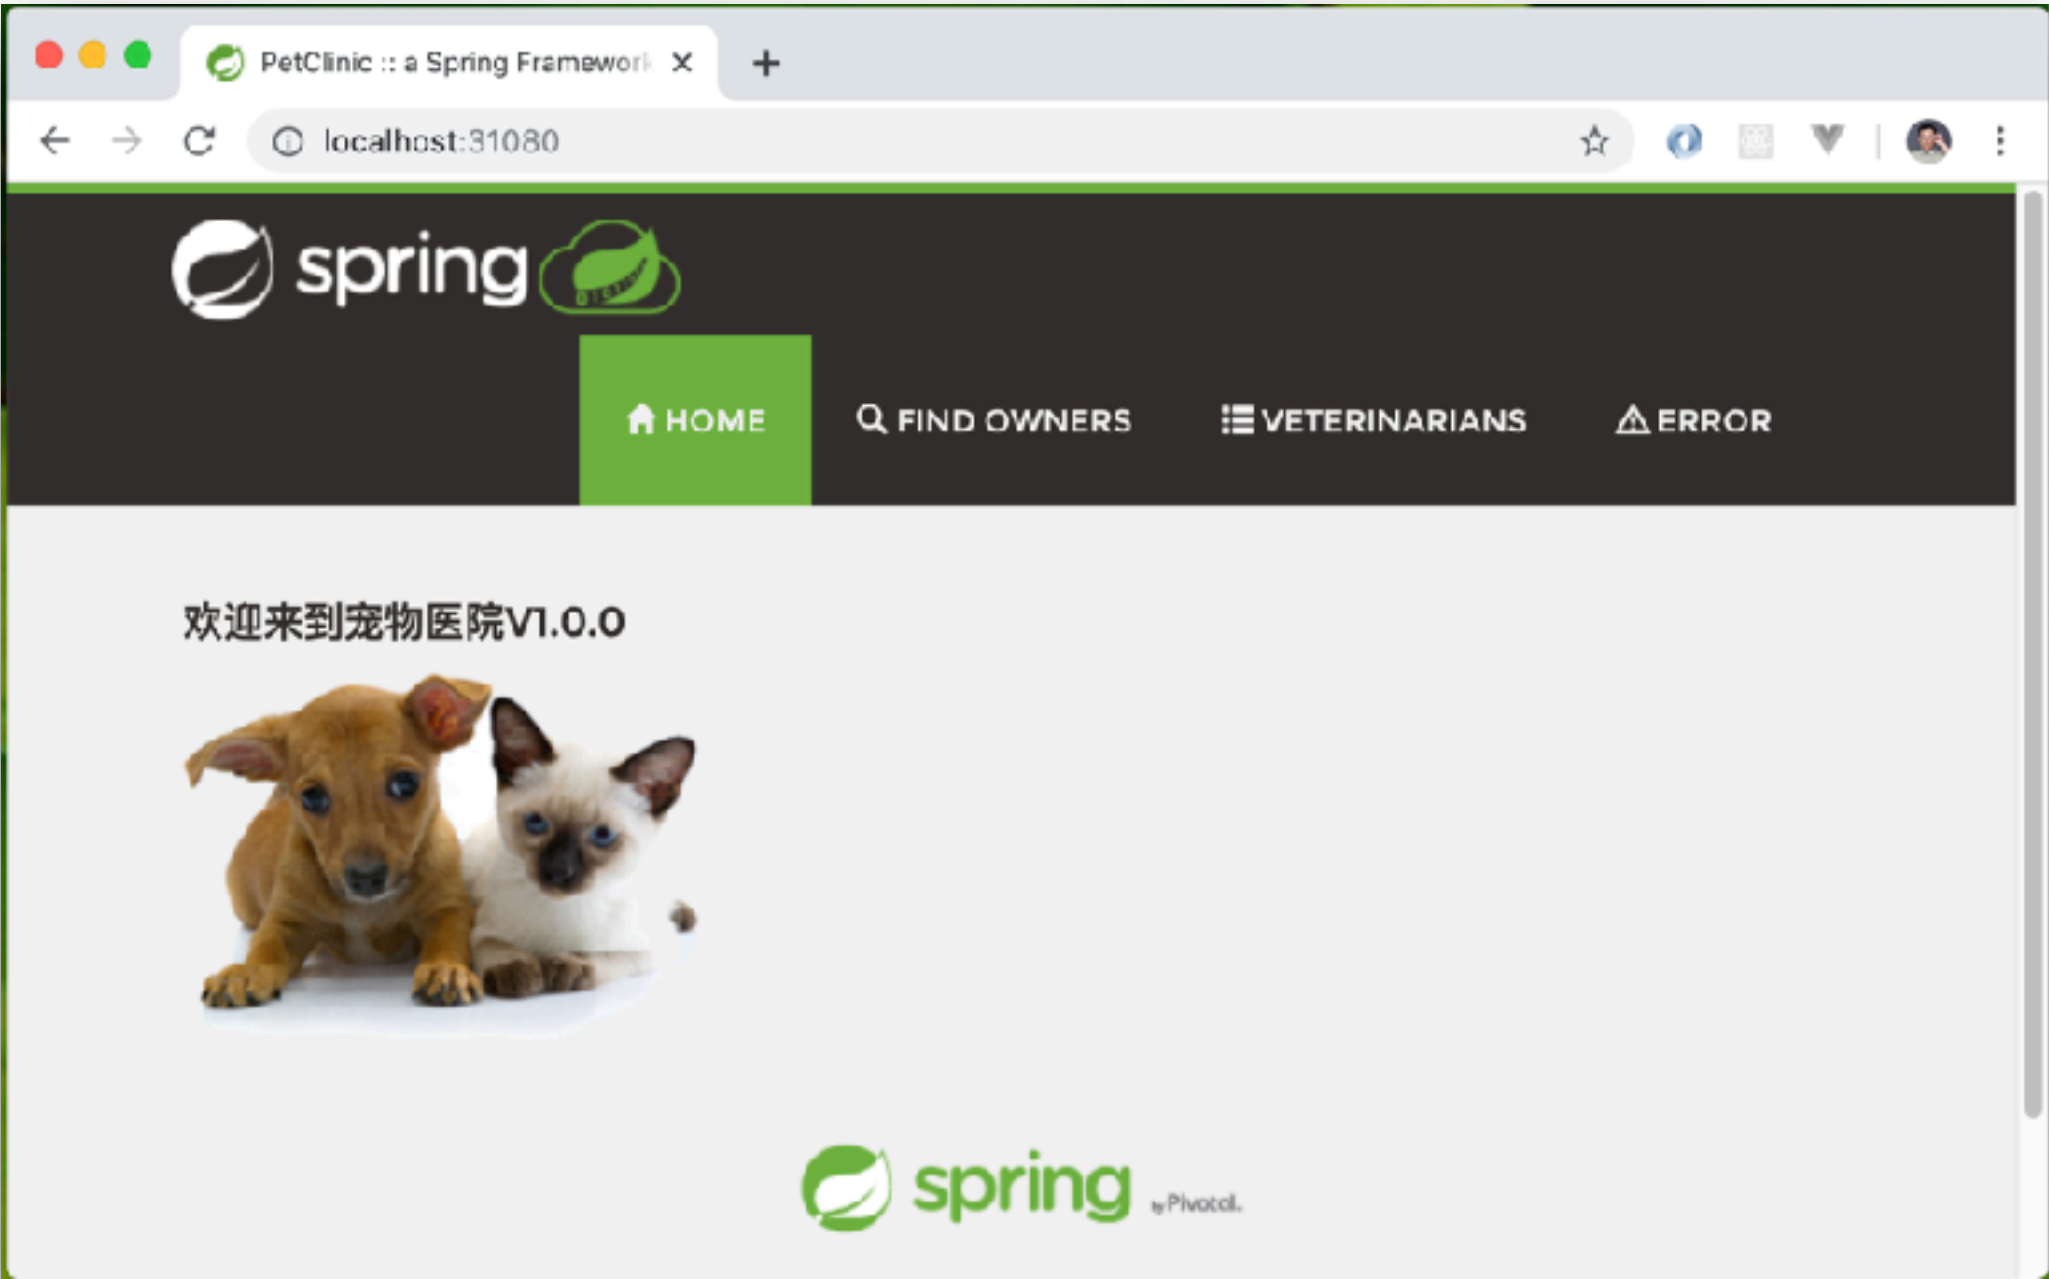 PetClinic :: a Spring Framework
localhost:31080
spring
HOME
FIND OWNERS
VETERINARIANS
ERROR
欢迎来到宠物医院V1.0.0
spring
by Pivotal.